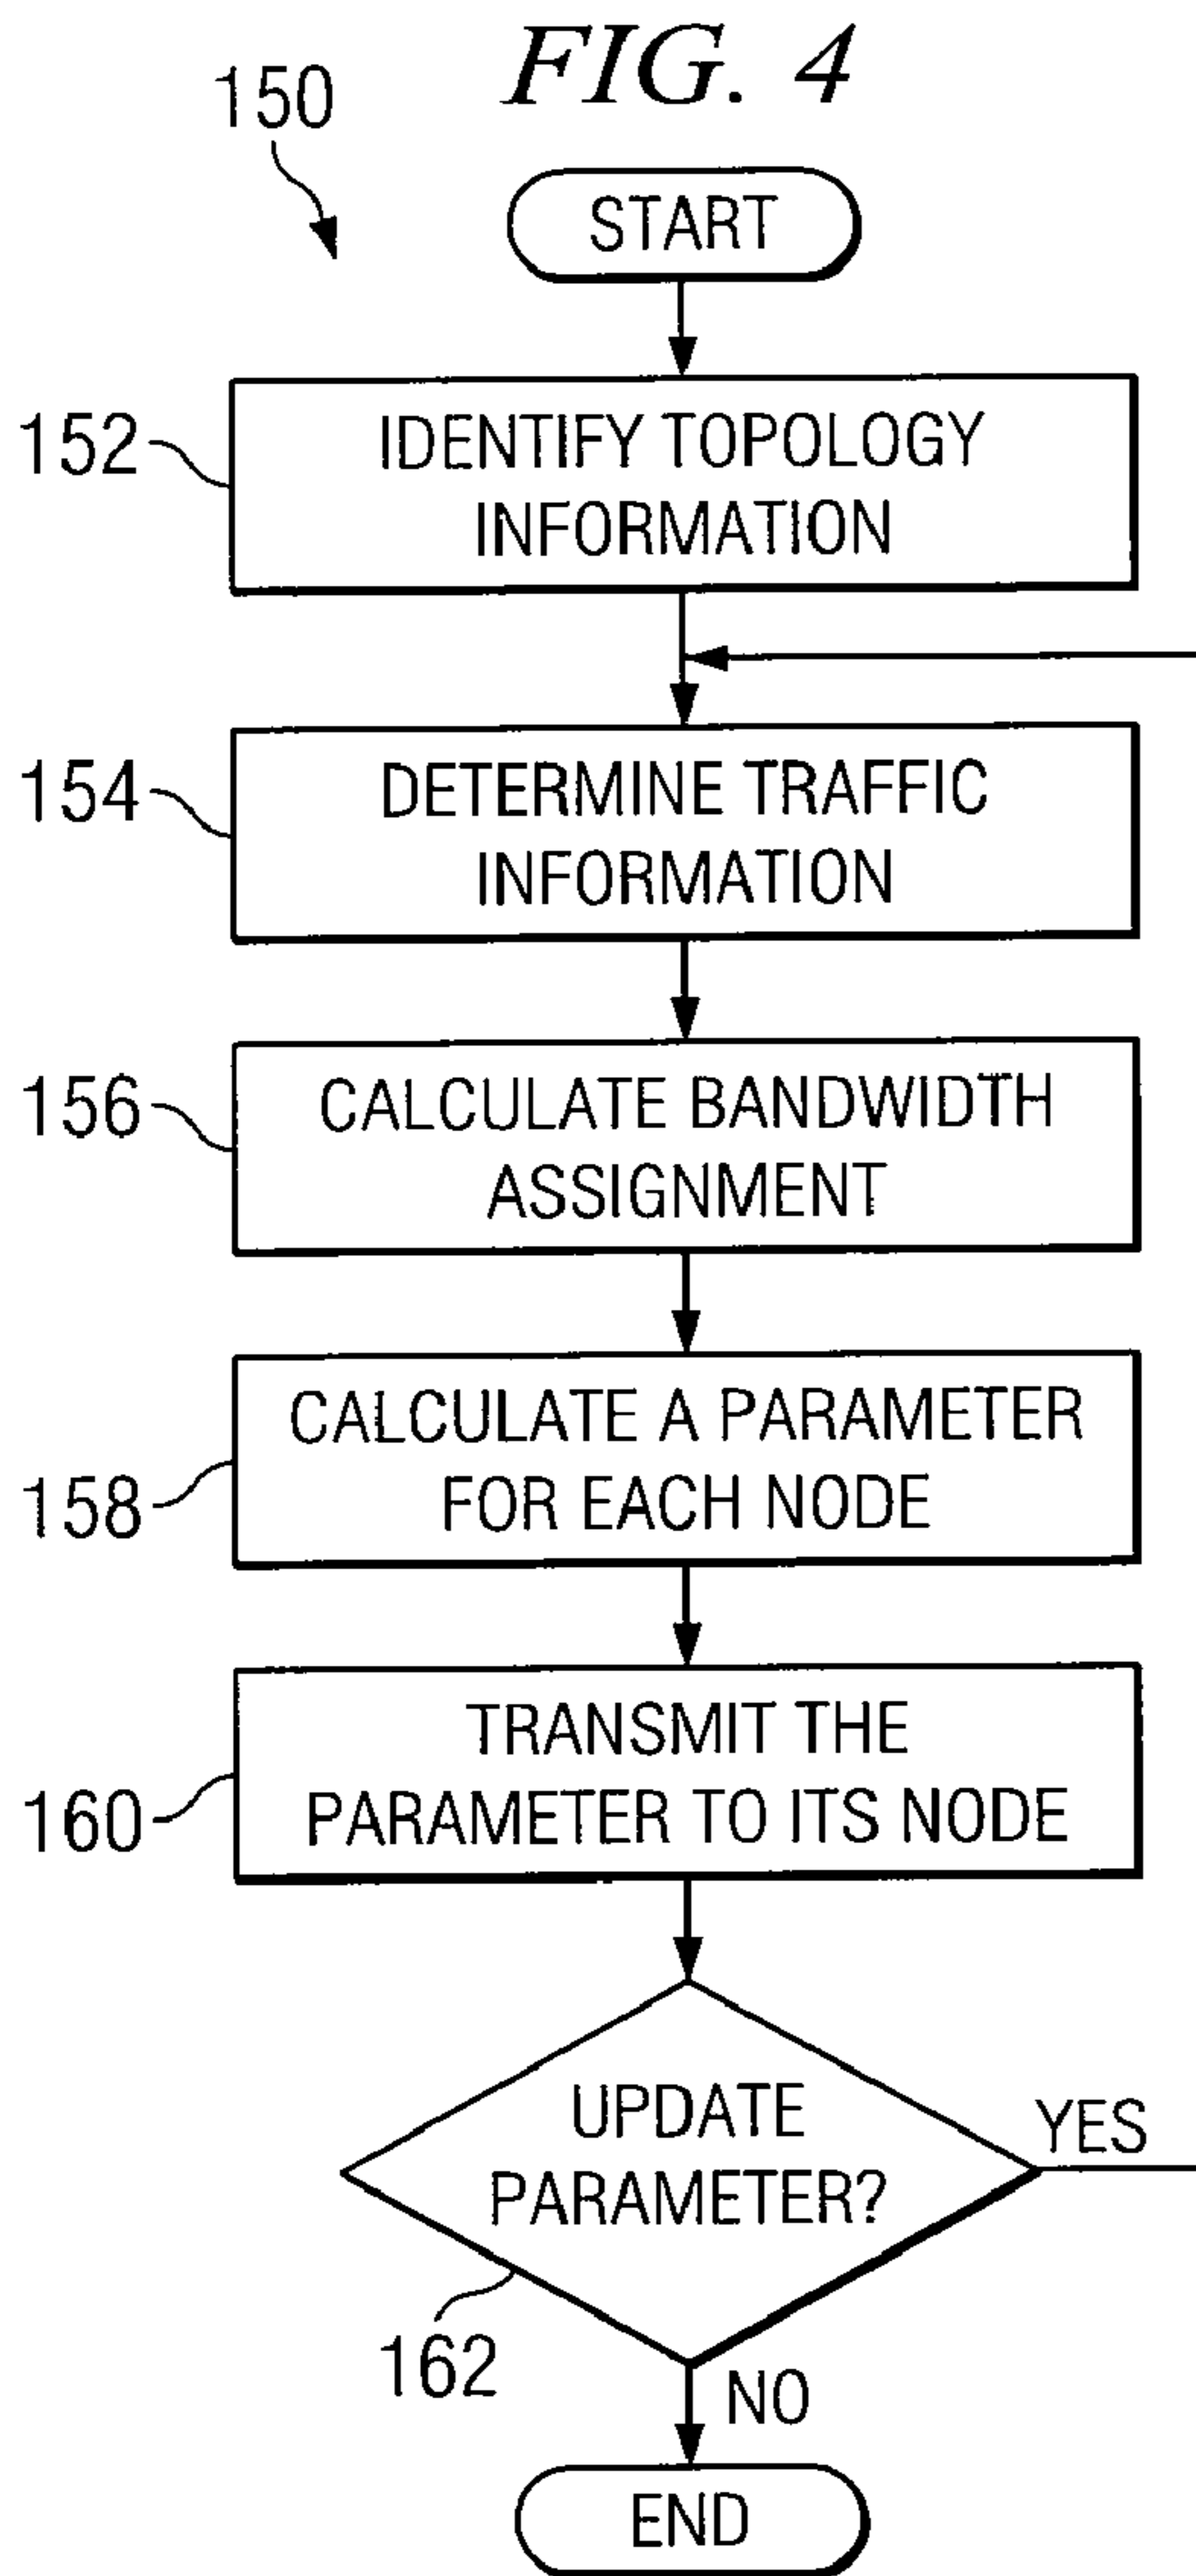 FIG. 4
150
START
152
IDENTIFY TOPOLOGY
INFORMATION
154
DETERMINE TRAFFIC
INFORMATION
156
CALCULATE BANDWIDTH
ASSIGNMENT
158
CALCULATE A PARAMETER
FOR EACH NODE
160
TRANSMIT THE
PARAMETER TO ITS NODE
UPDATE
PARAMETER?
YES
162
NO
END